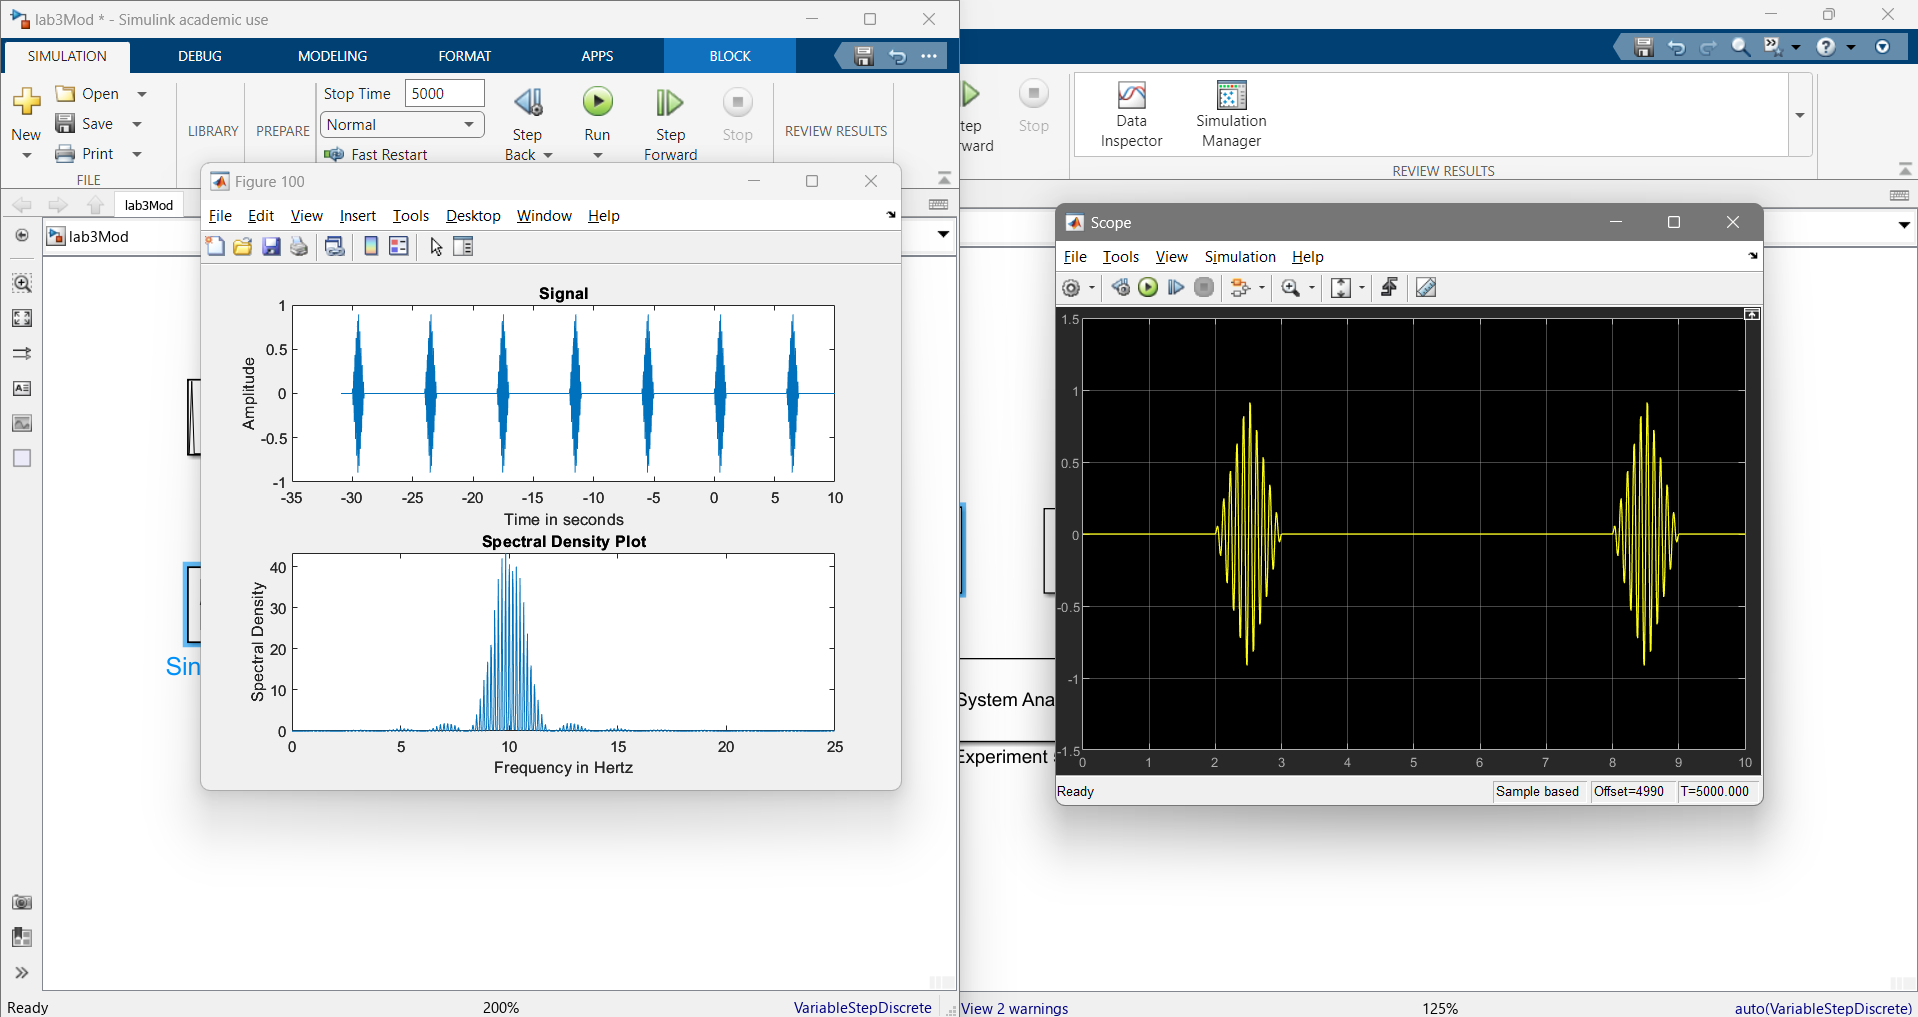 lab3Mod * - Simulink academic use
SIMULATION DEBUG MODELING FORMAT APPS BLOCK
New
Open
Save
Print
FILE
LIBRARY
PREPARE
Stop Time 5000
Normal
Fast Restart
Step Back
Run
Step Forward
Stop
REVIEW RESULTS
lab3Mod
lab3Mod
Sin
Ready 200% VariableStepDiscrete
Figure 100
File Edit View Insert Tools Desktop Window Help
Signal
Amplitude
1
0.5
0
-0.5
-1
-35 -30 -25 -20 -15 -10 -5 0 5 10
Time in seconds
Spectral Density Plot
Spectral Density
40
30
20
10
0
0 5 10 15 20 25
Frequency in Hertz
tep
ward
Stop
Data
Inspector
Simulation
Manager
REVIEW RESULTS
System Ana
Experiment
Scope
File Tools View Simulation Help
1.5
1
0.5
0
-0.5
-1
-1.5
0 1 2 3 4 5 6 7 8 9 10
Ready Sample based Offset=4990 T=5000.000
View 2 warnings 125% auto(VariableStepDiscrete)